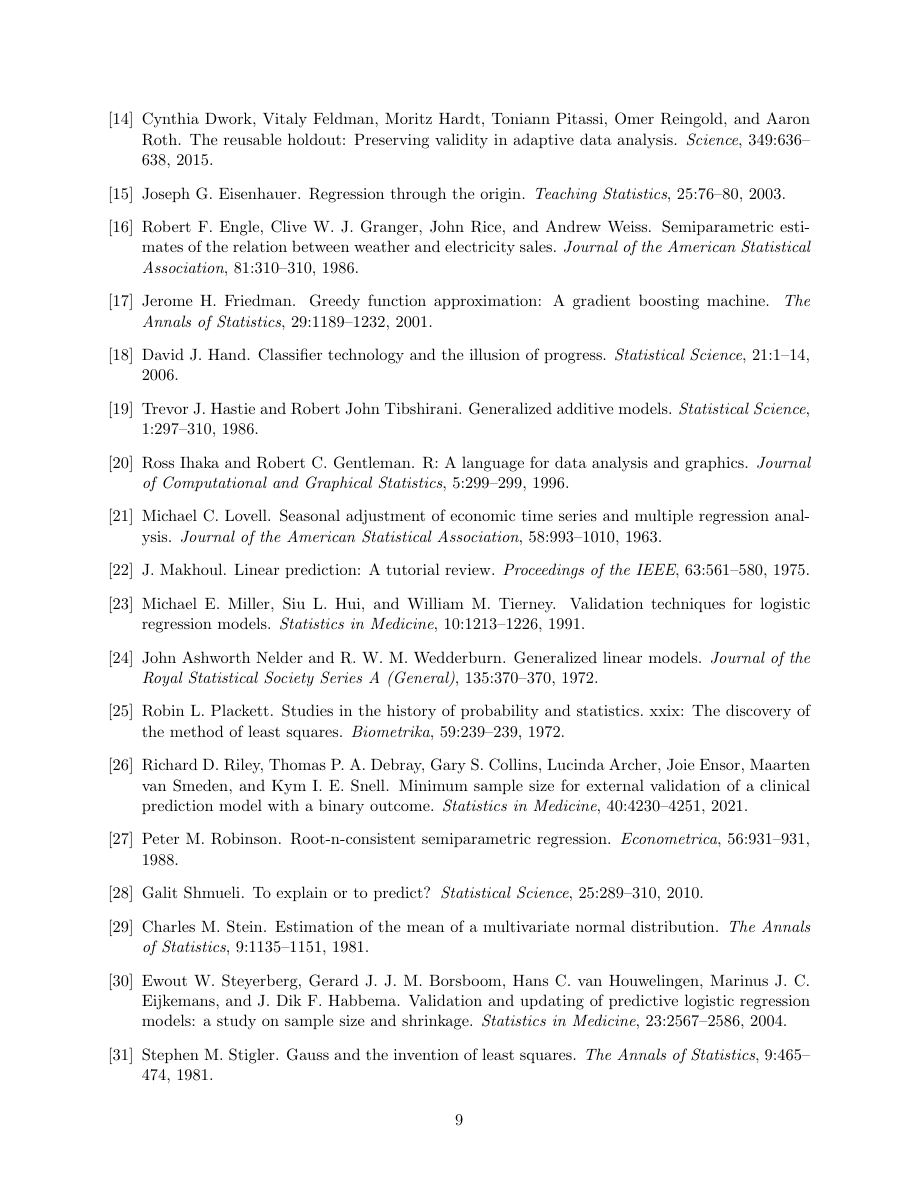 [14] Cynthia Dwork, Vitaly Feldman, Moritz Hardt, Toniann Pitassi, Omer Reingold, and Aaron
Roth. The reusable holdout: Preserving validity in adaptive data analysis. Science, 349:636–
638, 2015.
[15] Joseph G. Eisenhauer. Regression through the origin. Teaching Statistics, 25:76–80, 2003.
[16] Robert F. Engle, Clive W. J. Granger, John Rice, and Andrew Weiss. Semiparametric esti-
mates of the relation between weather and electricity sales. Journal of the American Statistical
Association, 81:310–310, 1986.
[17] Jerome H. Friedman. Greedy function approximation: A gradient boosting machine. The
Annals of Statistics, 29:1189–1232, 2001.
[18] David J. Hand. Classifier technology and the illusion of progress. Statistical Science, 21:1–14,
2006.
[19] Trevor J. Hastie and Robert John Tibshirani. Generalized additive models. Statistical Science,
1:297–310, 1986.
[20] Ross Ihaka and Robert C. Gentleman. R: A language for data analysis and graphics. Journal
of Computational and Graphical Statistics, 5:299–299, 1996.
[21] Michael C. Lovell. Seasonal adjustment of economic time series and multiple regression anal-
ysis. Journal of the American Statistical Association, 58:993–1010, 1963.
[22] J. Makhoul. Linear prediction: A tutorial review. Proceedings of the IEEE, 63:561–580, 1975.
[23] Michael E. Miller, Siu L. Hui, and William M. Tierney. Validation techniques for logistic
regression models. Statistics in Medicine, 10:1213–1226, 1991.
[24] John Ashworth Nelder and R. W. M. Wedderburn. Generalized linear models. Journal of the
Royal Statistical Society Series A (General), 135:370–370, 1972.
[25] Robin L. Plackett. Studies in the history of probability and statistics. xxix: The discovery of
the method of least squares. Biometrika, 59:239–239, 1972.
[26] Richard D. Riley, Thomas P. A. Debray, Gary S. Collins, Lucinda Archer, Joie Ensor, Maarten
van Smeden, and Kym I. E. Snell. Minimum sample size for external validation of a clinical
prediction model with a binary outcome. Statistics in Medicine, 40:4230–4251, 2021.
[27] Peter M. Robinson. Root-n-consistent semiparametric regression. Econometrica, 56:931–931,
1988.
[28] Galit Shmueli. To explain or to predict? Statistical Science, 25:289–310, 2010.
[29] Charles M. Stein. Estimation of the mean of a multivariate normal distribution. The Annals
of Statistics, 9:1135–1151, 1981.
[30] Ewout W. Steyerberg, Gerard J. J. M. Borsboom, Hans C. van Houwelingen, Marinus J. C.
Eijkemans, and J. Dik F. Habbema. Validation and updating of predictive logistic regression
models: a study on sample size and shrinkage. Statistics in Medicine, 23:2567–2586, 2004.
[31] Stephen M. Stigler. Gauss and the invention of least squares. The Annals of Statistics, 9:465–
474, 1981.
9